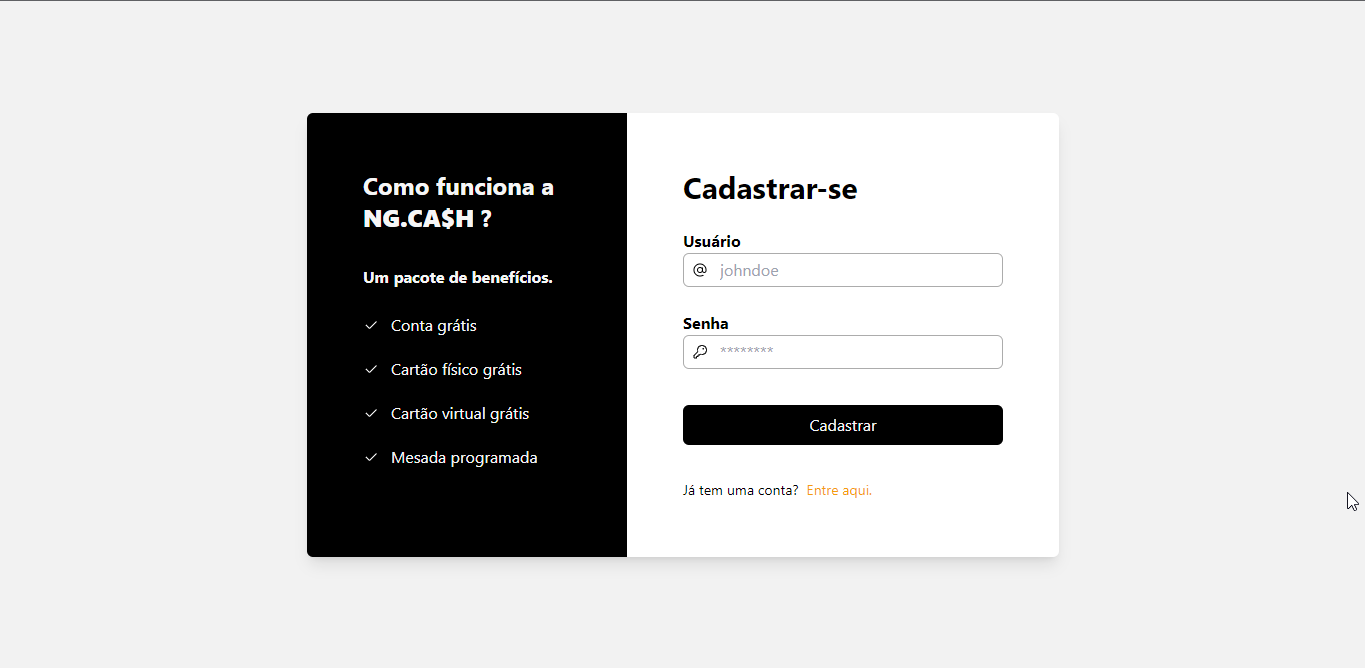 Como funciona a
NG.CA$H ?
Um pacote de benefícios.
Conta grátis
Cartão físico grátis
Cartão virtual grátis
Mesada programada
Cadastrar-se
Usuário
@ johndoe
Senha
********
Cadastrar
Já tem uma conta? Entre aqui.